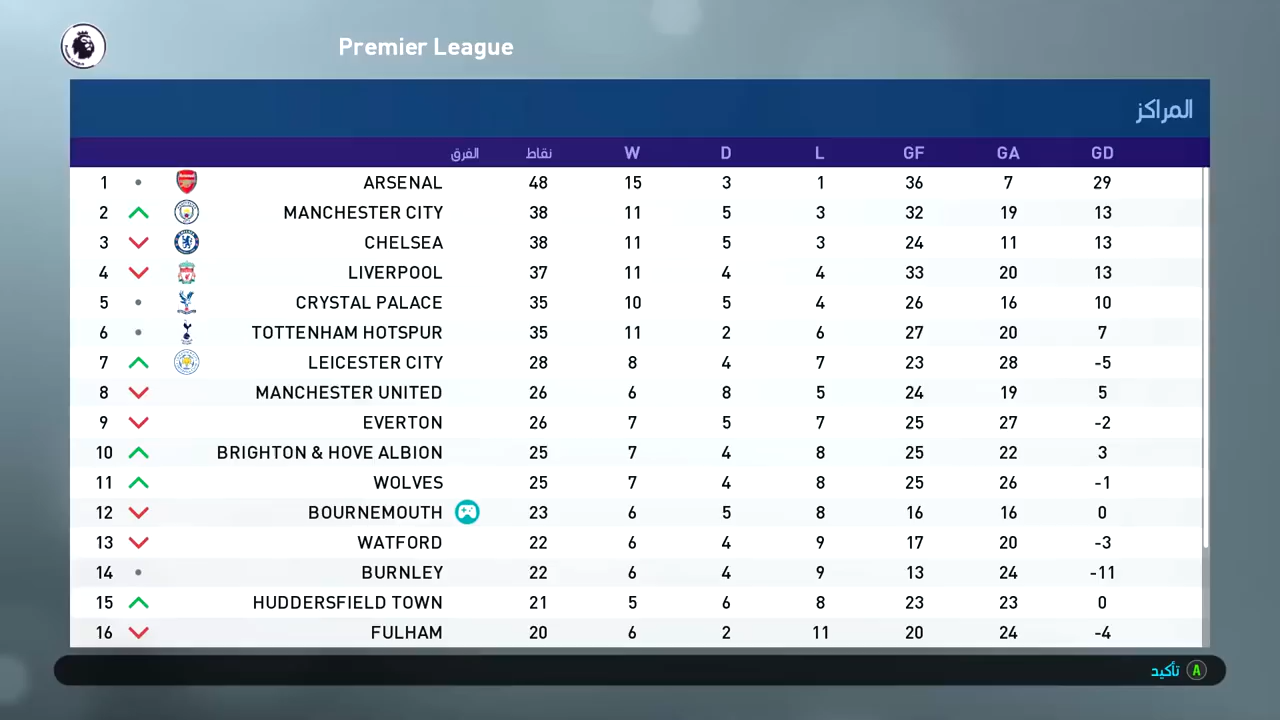 Premier League
المراكز
الفرق نقاط W D L GF GA GD
1 ARSENAL 48 15 3 1 36 7 29
2 MANCHESTER CITY 38 11 5 3 32 19 13
3 CHELSEA 38 11 5 3 24 11 13
4 LIVERPOOL 37 11 4 4 33 20 13
5 CRYSTAL PALACE 35 10 5 4 26 16 10
6 TOTTENHAM HOTSPUR 35 11 2 6 27 20 7
7 LEICESTER CITY 28 8 4 7 23 28 -5
8 MANCHESTER UNITED 26 6 8 5 24 19 5
9 EVERTON 26 7 5 7 25 27 -2
10 BRIGHTON & HOVE ALBION 25 7 4 8 25 22 3
11 WOLVES 25 7 4 8 25 26 -1
12 BOURNEMOUTH 23 6 5 8 16 16 0
13 WATFORD 22 6 4 9 17 20 -3
14 BURNLEY 22 6 4 9 13 24 -11
15 HUDDERSFIELD TOWN 21 5 6 8 23 23 0
16 FULHAM 20 6 2 11 20 24 -4
تأكيد A